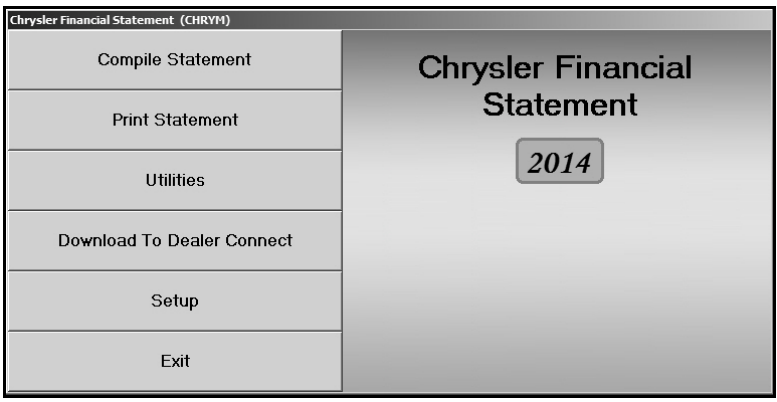 Chrysler Financial Statement (CHRYM)
Compile Statement
Print Statement
Utilities
Download To Dealer Connect
Setup
Exit
Chrysler Financial
Statement
2014